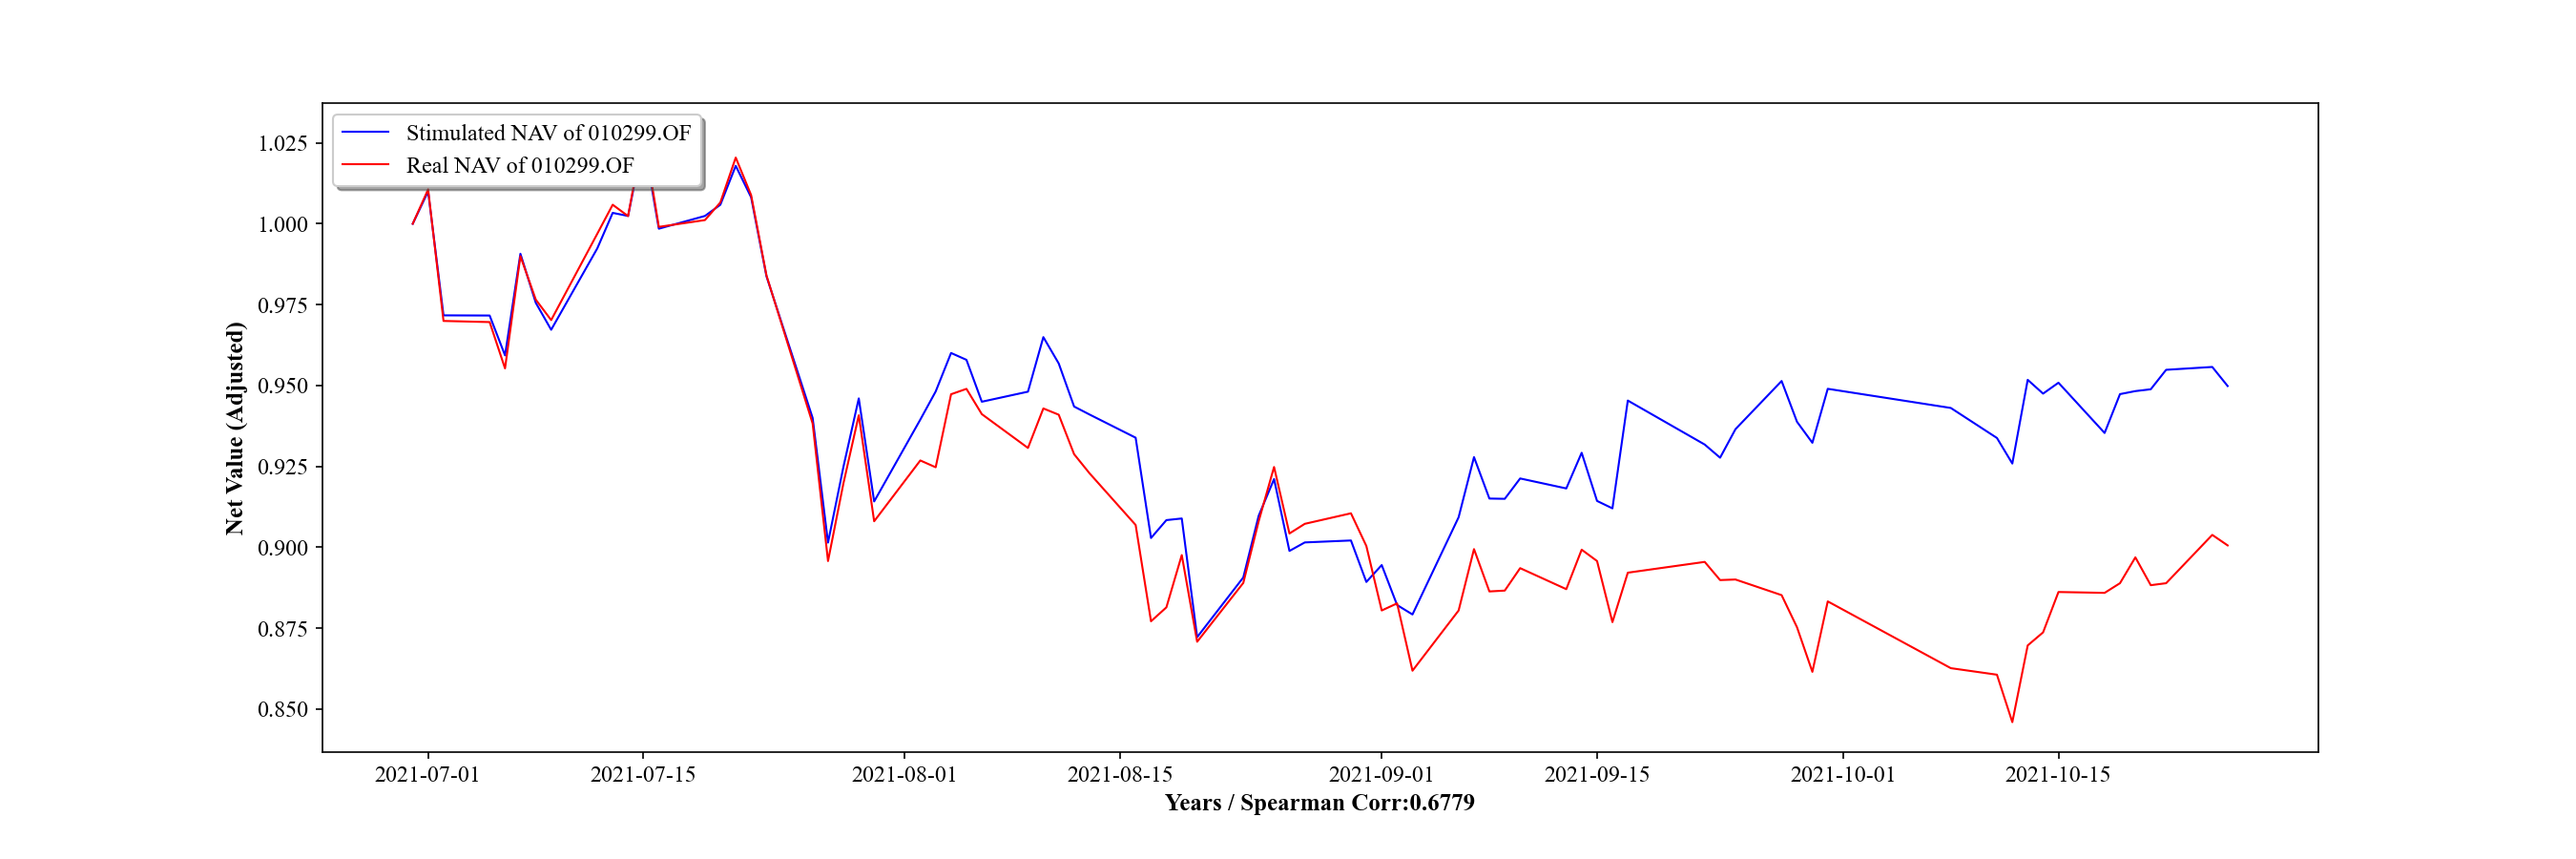 Stimulated NAV of 010299.OF
Real NAV of 010299.OF
Net Value (Adjusted)
1.025
1.000
0.975
0.950
0.925
0.900
0.875
0.850
2021-07-01 2021-07-15 2021-08-01 2021-08-15 2021-09-01 2021-09-15 2021-10-01 2021-10-15
Years / Spearman Corr:0.6779